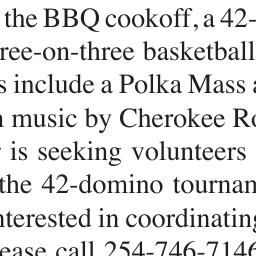 the BBQ cookoff, a 42-
ree-on-three basketball
s include a Polka Mass a
music by Cherokee Ro
is seeking volunteers
the 42-domino tournam
nterested in coordinating
ease call 254-746-7146